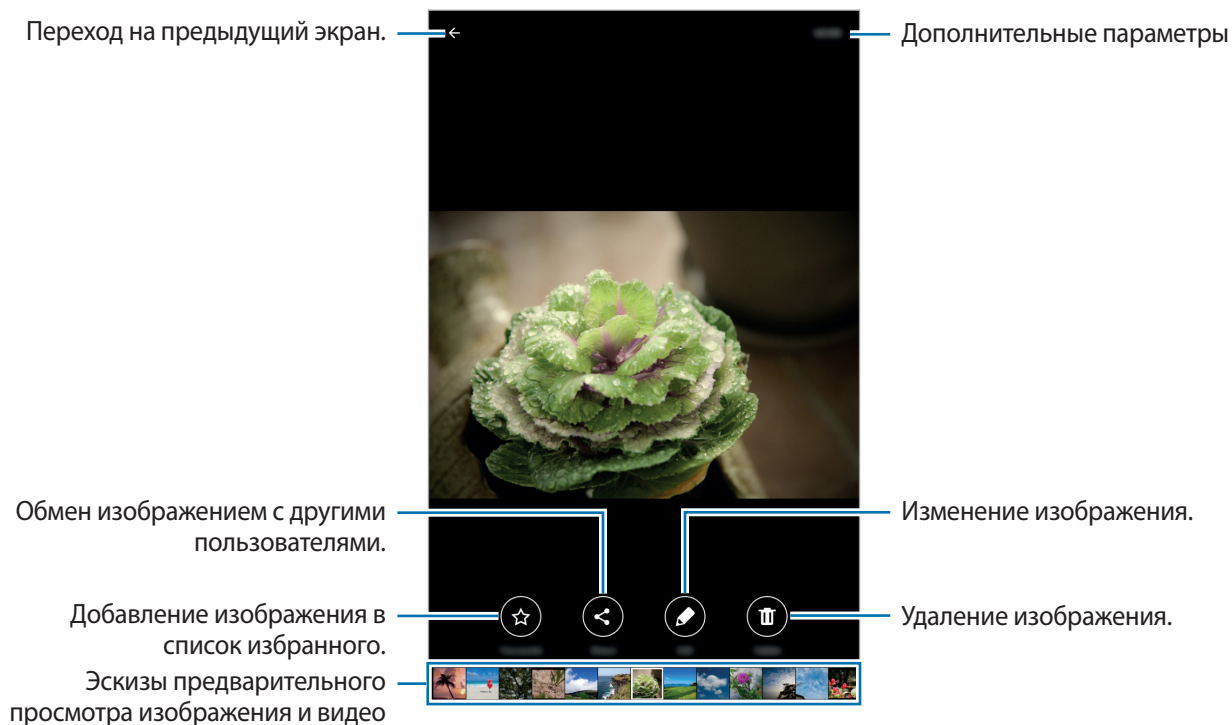 Переход на предыдущий экран.
Дополнительные параметры
Обмен изображением с другими
пользователями.
Изменение изображения.
Добавление изображения в
список избранного.
Удаление изображения.
Эскизы предварительного
просмотра изображения и видео